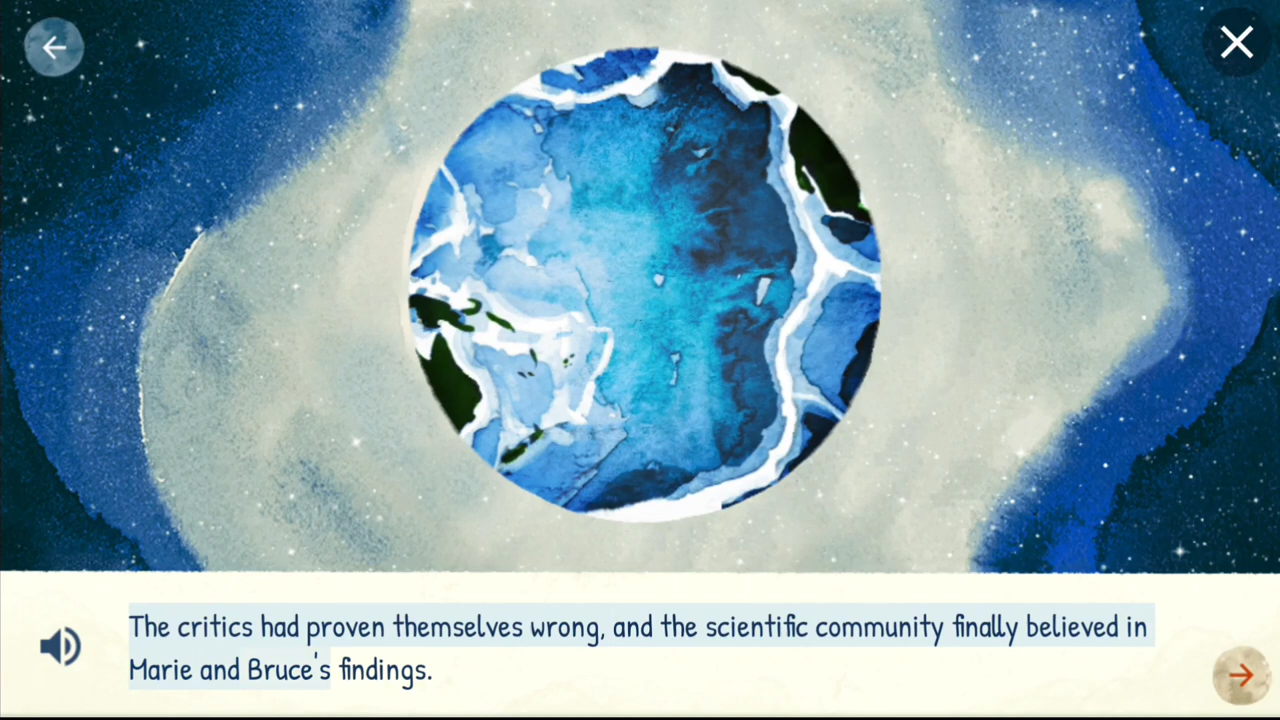 The critics had proven themselves wrong, and the scientific community finally believed in
Marie and Bruce's findings.